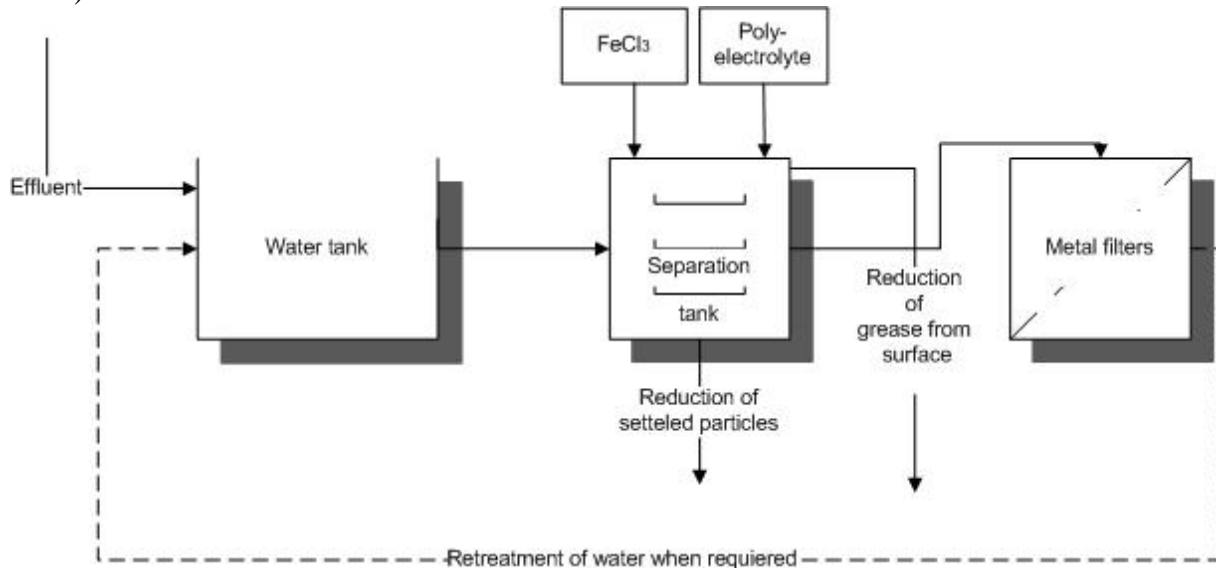 FeCl₃
Poly-
electrolyte
Effluent
Water tank
Separation
tank
Metal filters
Reduction
of
grease from
surface
Reduction of
setteled particles
Retreatment of water when requiered